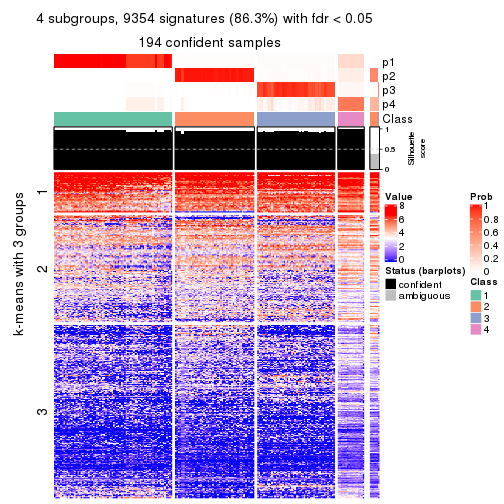 4 subgroups, 9354 signatures (86.3%) with fdr < 0.05
194 confident samples
p1
p2
p3
p4
Class
1
0.5
0
Silhouette
score
k-means with 3 groups
1
2
3
Value
8
6
4
2
0
Status (barplots)
confident
ambiguous
Prob
1
0.8
0.6
0.4
0.2
0
Class
1
2
3
4